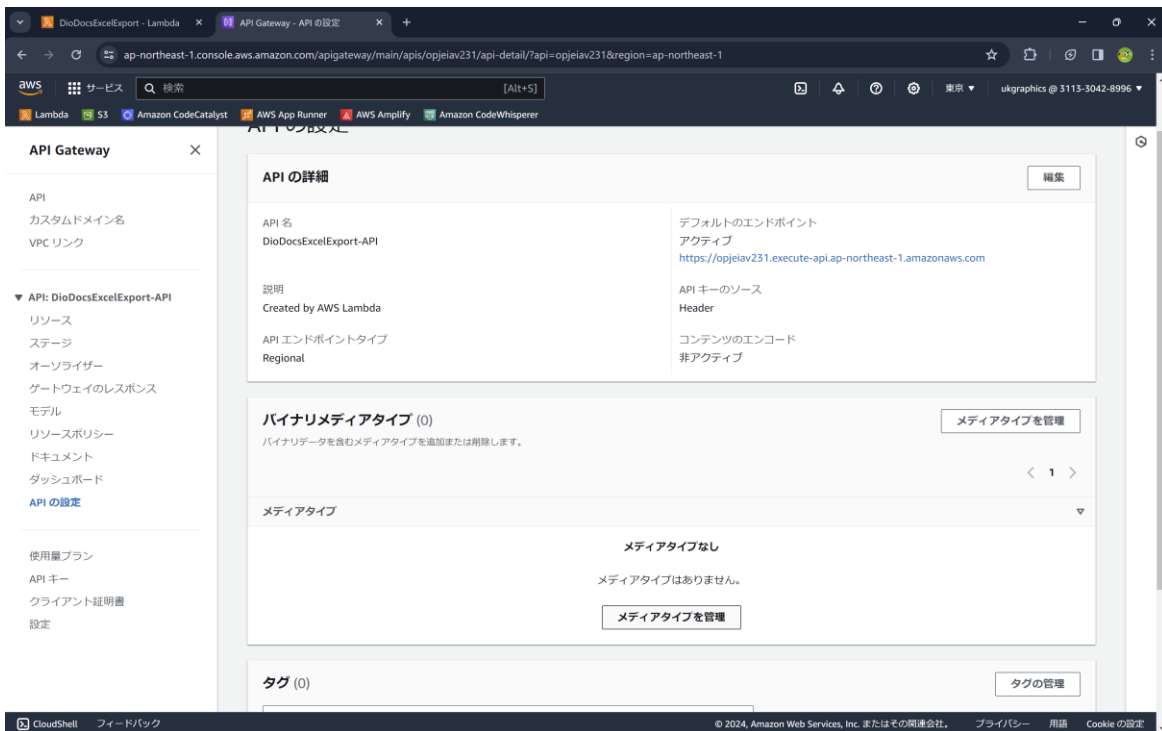 DioDocsExcelExport - Lambda
API Gateway - API の設定
ap-northeast-1.console.aws.amazon.com/apigateway/main/apis/opjeiav231/api-detail/?api=opjeiav231&region=ap-northeast-1
aws サービス 検索 [Alt+S] 東京 ukgraphics @ 3113-3042-8996
Lambda S3 Amazon CodeCatalyst AWS App Runner AWS Amplify Amazon CodeWhisperer
API Gateway
API
カスタムドメイン名
VPC リンク
API: DioDocsExcelExport-API
リソース
ステージ
オーソライザー
ゲートウェイのレスポンス
モデル
リソースポリシー
ドキュメント
ダッシュボード
API の設定
使用量プラン
API キー
クライアント証明書
設定
API の設定
API の詳細
編集
API 名
DioDocsExcelExport-API
説明
Created by AWS Lambda
API エンドポイントタイプ
Regional
デフォルトのエンドポイント
アクティブ
https://opjeiav231.execute-api.ap-northeast-1.amazonaws.com
API キーのソース
Header
コンテンツのエンコード
非アクティブ
バイナリメディアタイプ (0)
メディアタイプを管理
バイナリデータを含むメディアタイプを追加または削除します。
1
メディアタイプ
メディアタイプなし
メディアタイプはありません。
メディアタイプを管理
タグ (0)
タグの管理
CloudShell フィードバック © 2024, Amazon Web Services, Inc. またはその関連会社。 プライバシー 用語 Cookie の設定